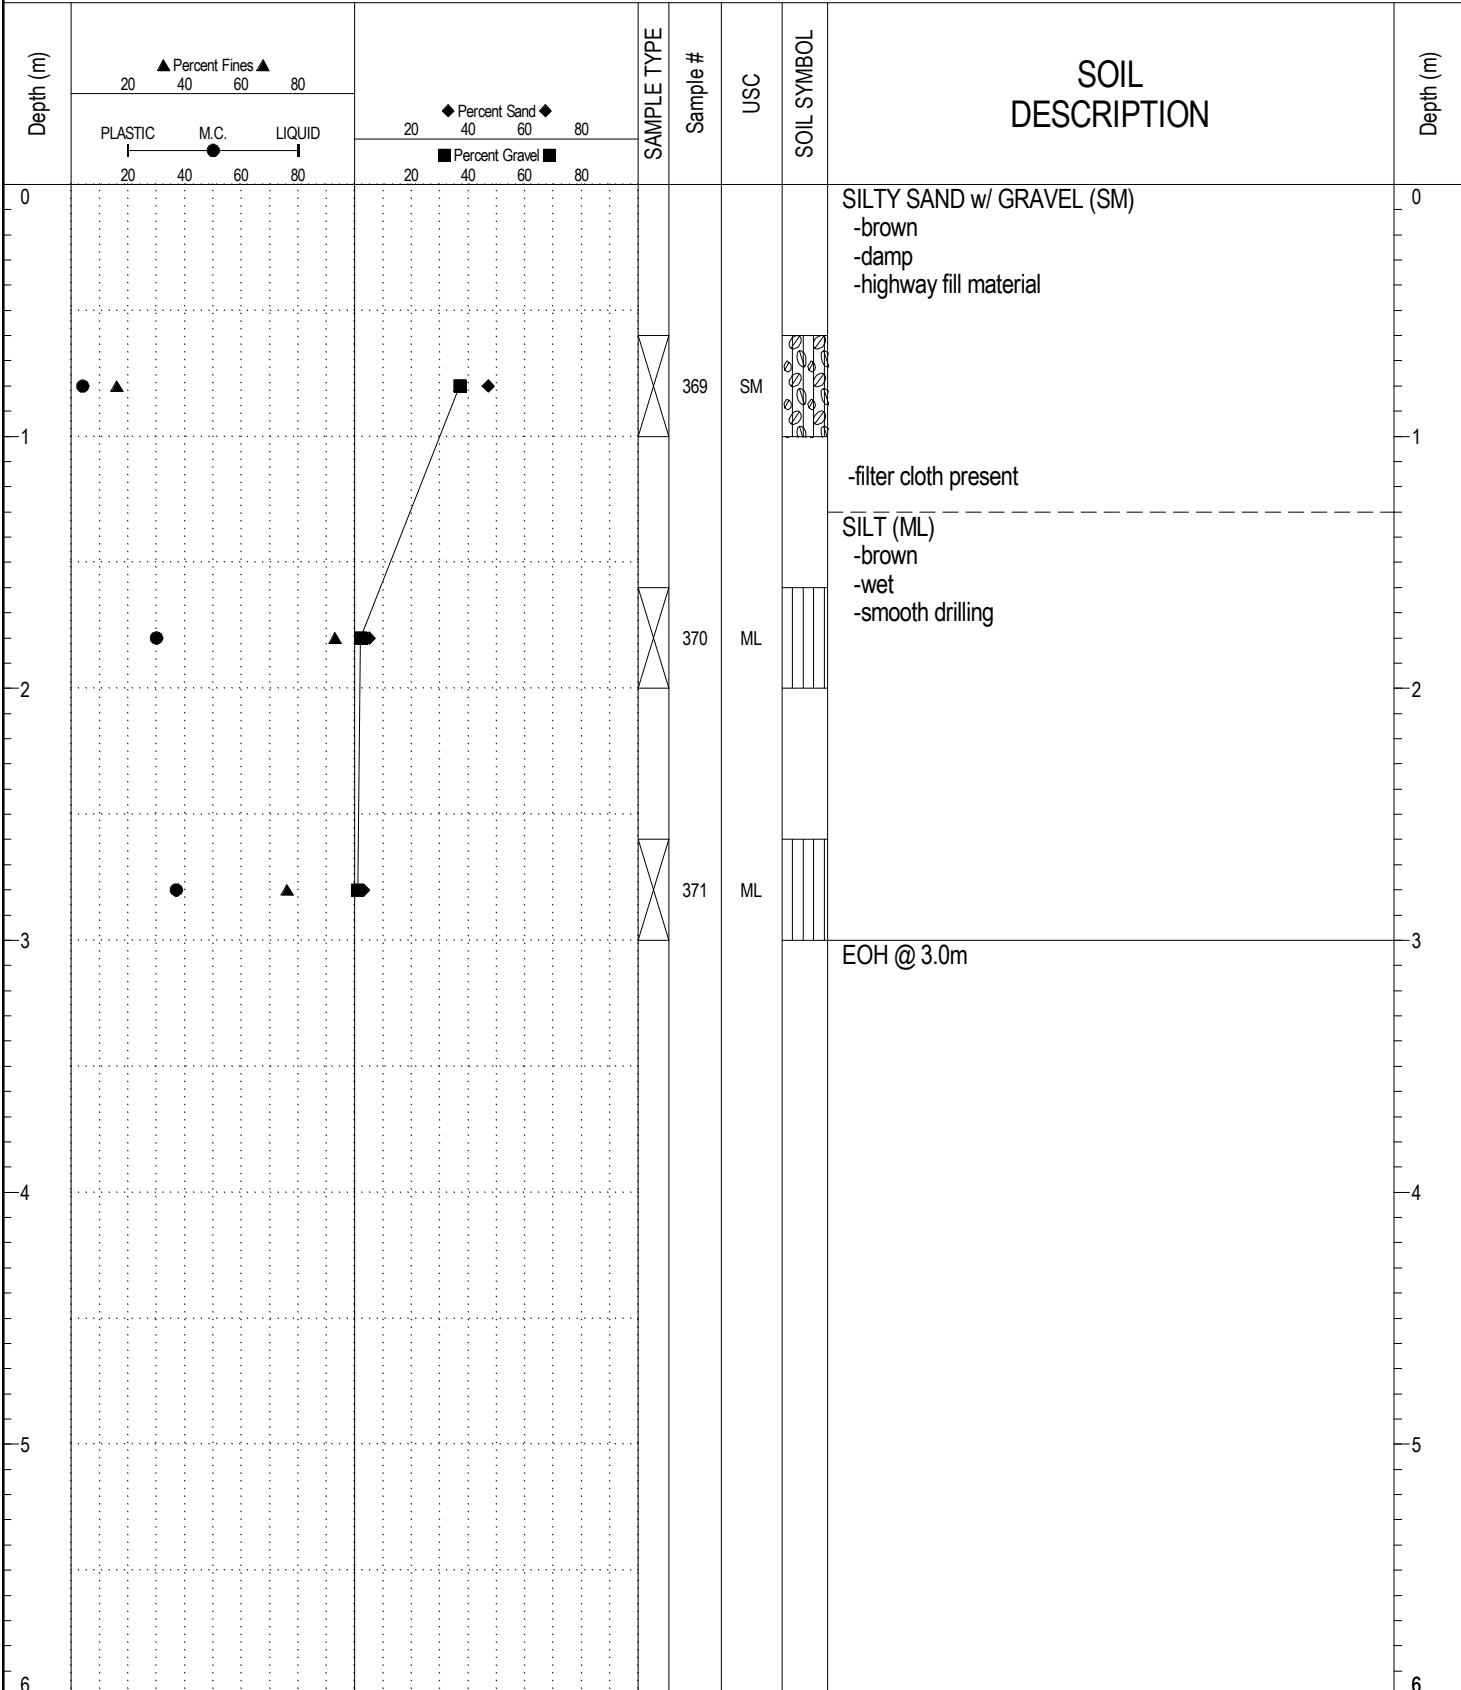 Depth (m)
▲ Percent Fines ▲
20 40 60 80
PLASTIC M.C. LIQUID
20 40 60 80
◆ Percent Sand ◆
20 40 60 80
■ Percent Gravel ■
20 40 60 80
SAMPLE TYPE
Sample #
USC
SOIL SYMBOL
SOIL
DESCRIPTION
Depth (m)
0 0
SILTY SAND w/ GRAVEL (SM)
-brown
-damp
-highway fill material
369 SM
1 1
-filter cloth present
SILT (ML)
-brown
-wet
-smooth drilling
370 ML
2 2
371 ML
3 3
EOH @ 3.0m
4 4
5 5
6 6